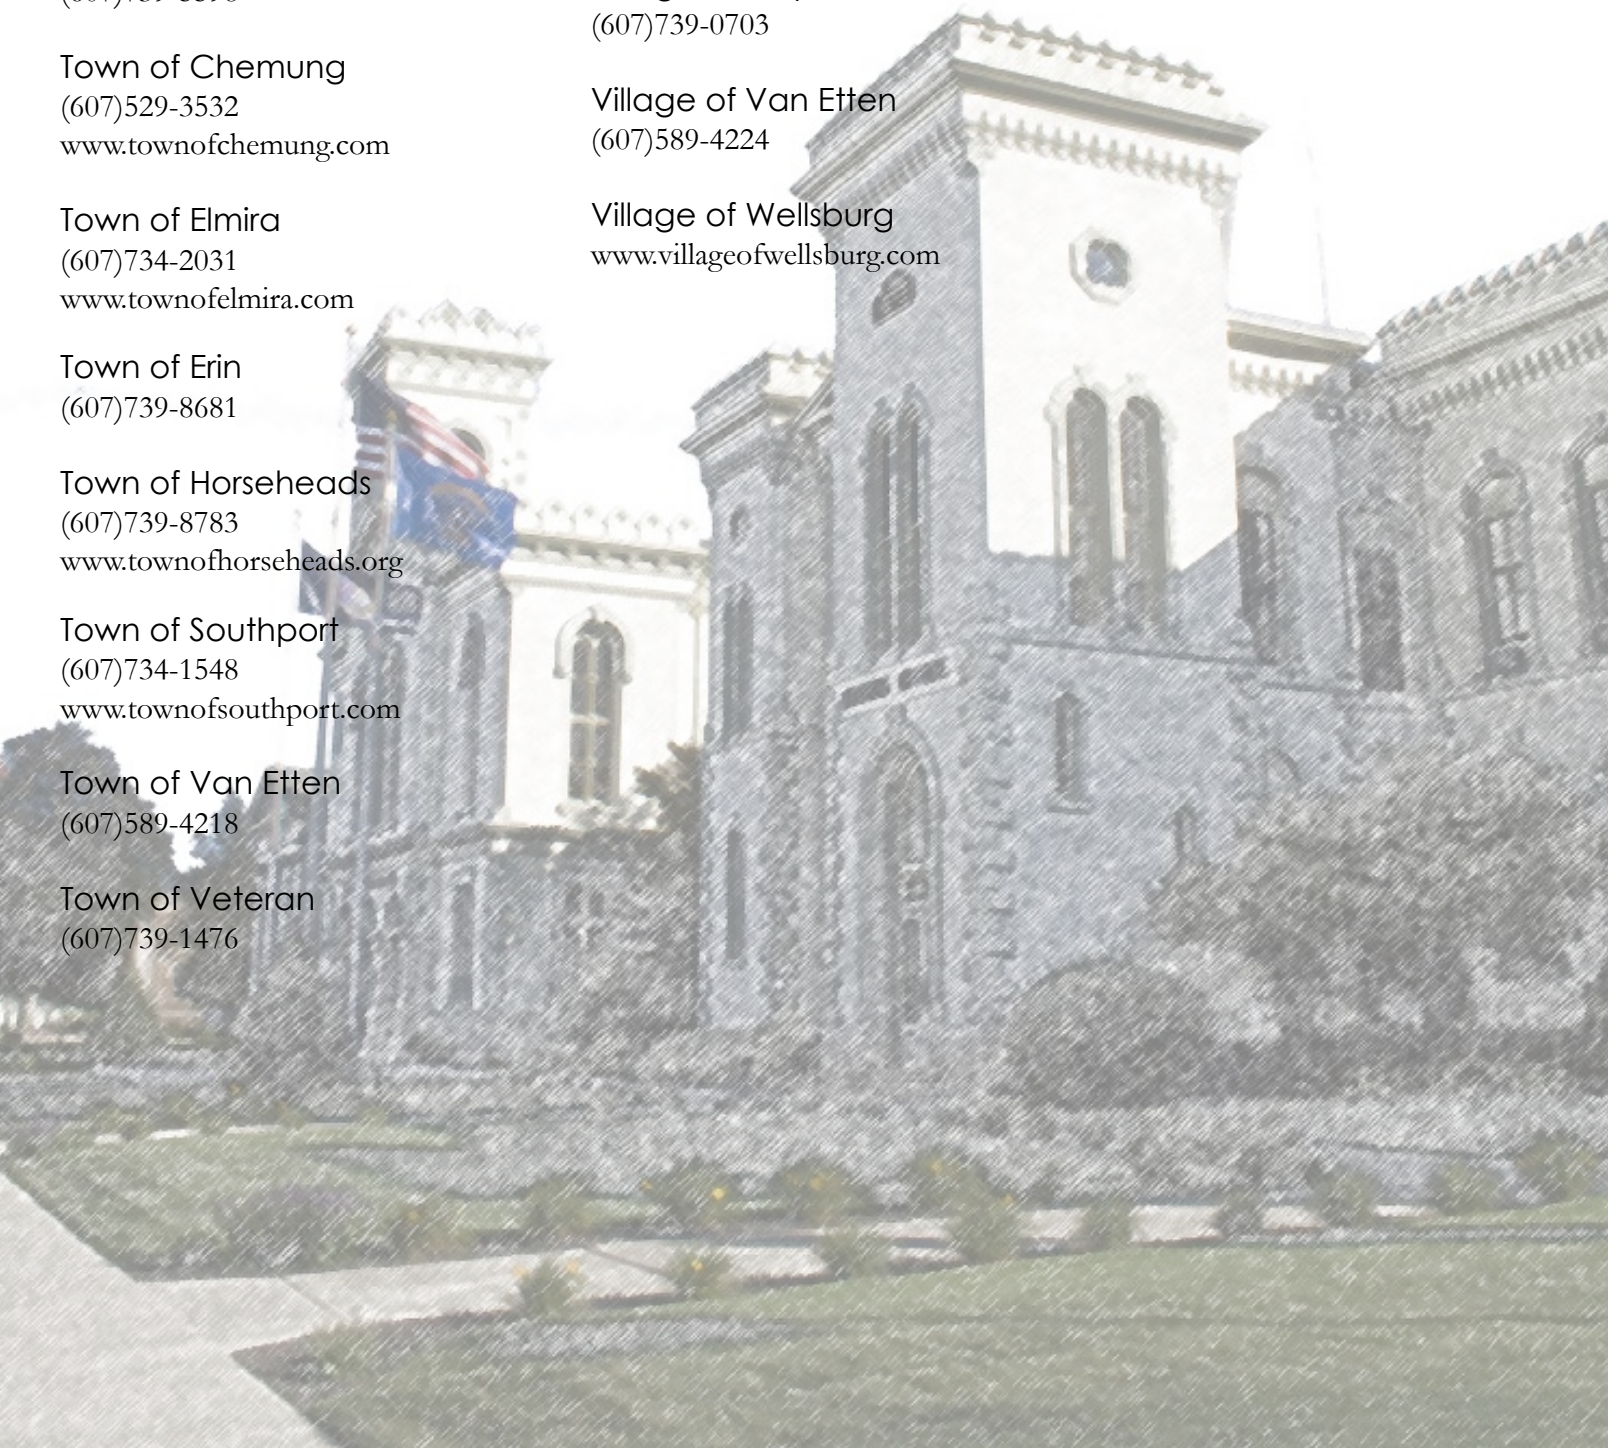 Town of Chemung
(607)529-3532
www.townofchemung.com
Town of Elmira
(607)734-2031
www.townofelmira.com
Town of Erin
(607)739-8681
Town of Horseheads
(607)739-8783
www.townofhorseheads.org
Town of Southport
(607)734-1548
www.townofsouthport.com
Town of Van Etten
(607)589-4218
Town of Veteran
(607)739-1476
(607)739-0703
Village of Van Etten
(607)589-4224
Village of Wellsburg
www.villageofwellsburg.com